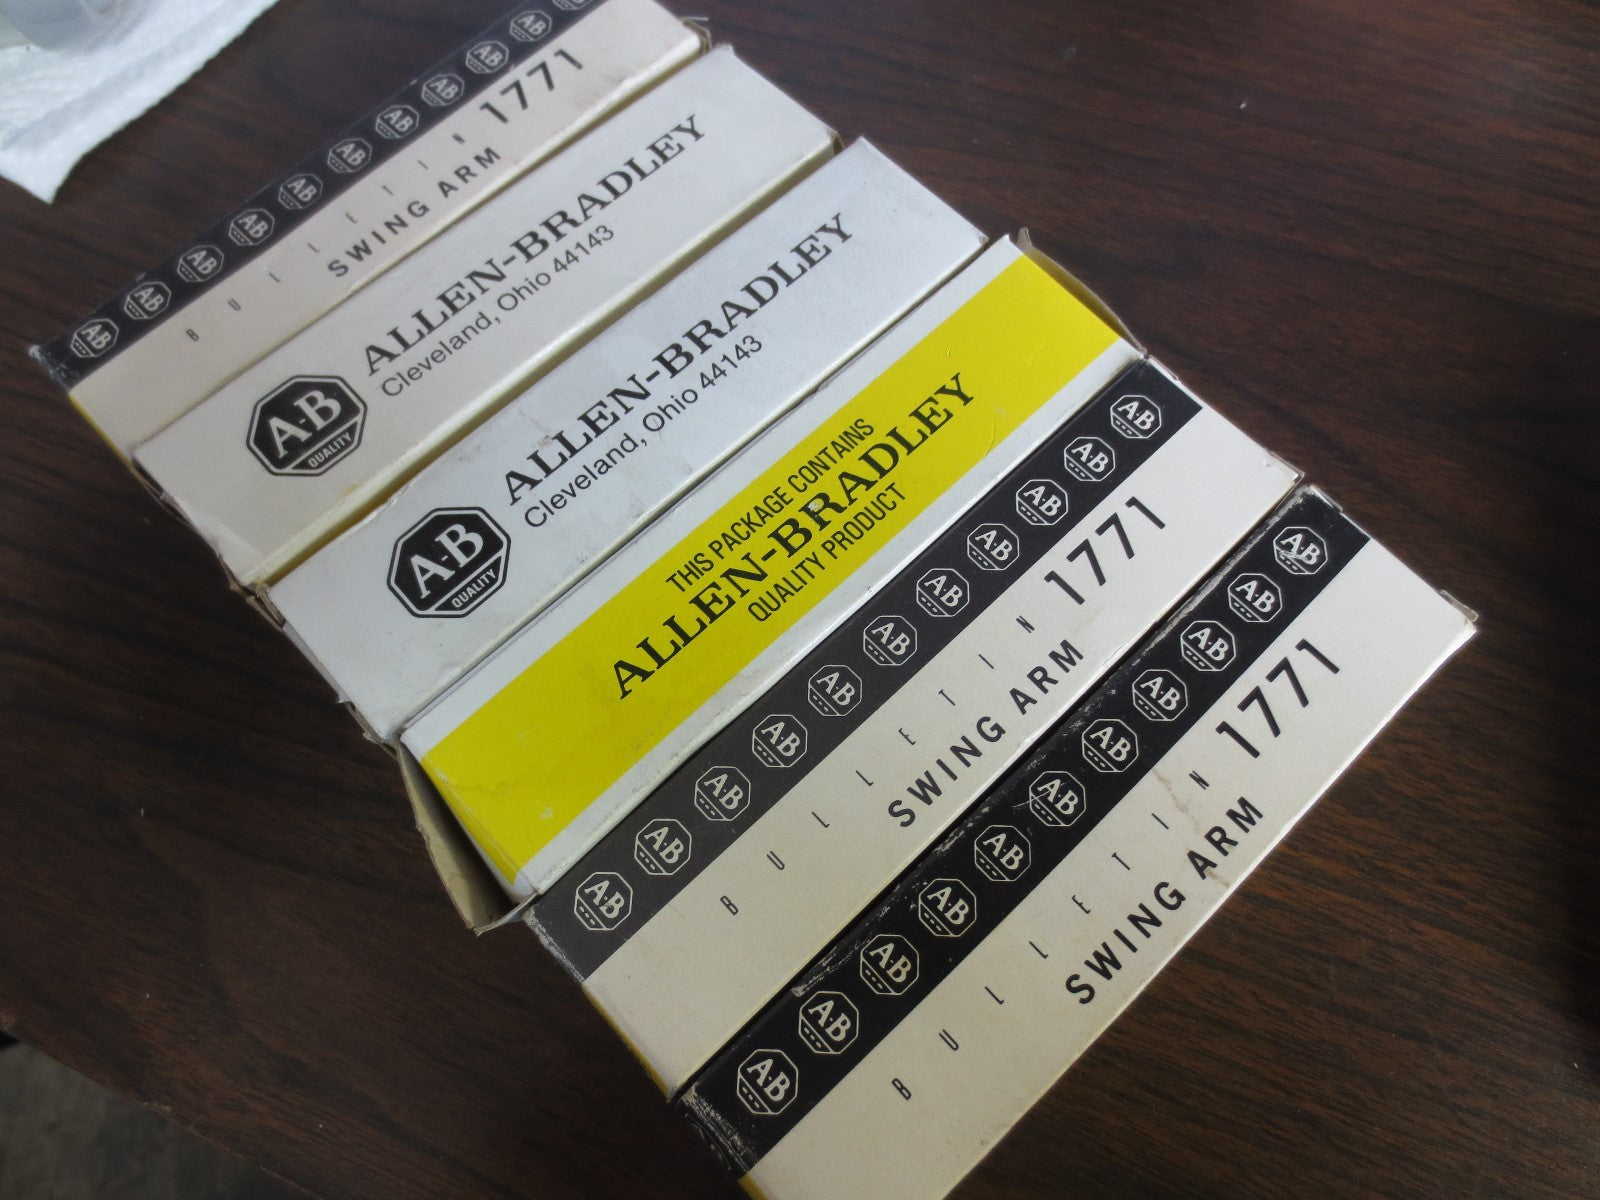 A-B A-B A-B A-B A-B A-B A-B A-B A-B A-B
BULLETIN 1771
SWING ARM
A-B
QUALITY
ALLEN-BRADLEY
Cleveland, Ohio 44143
A-B
QUALITY
ALLEN-BRADLEY
Cleveland, Ohio 44143
THIS PACKAGE CONTAINS
ALLEN-BRADLEY
QUALITY PRODUCT
A-B A-B A-B A-B A-B A-B A-B A-B A-B A-B
BULLETIN 1771
SWING ARM
A-B A-B A-B A-B A-B A-B A-B A-B A-B A-B
BULLETIN 1771
SWING ARM